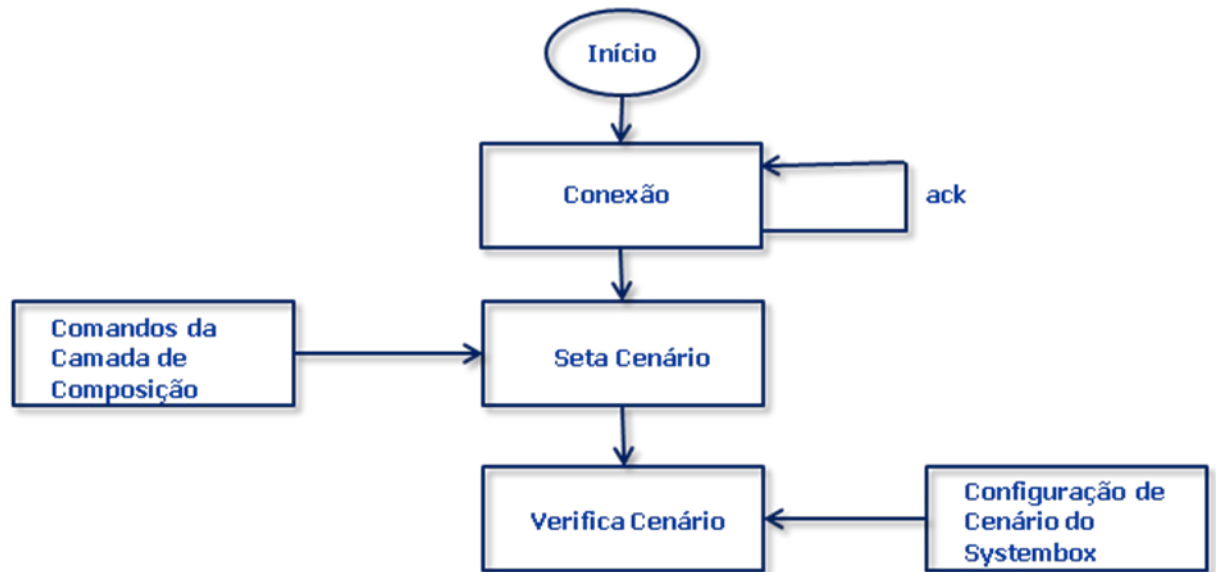 Início
Conexão
ack
Comandos da
Camada de
Composição
Seta Cenário
Verifica Cenário
Configuração de
Cenário do
Systembox